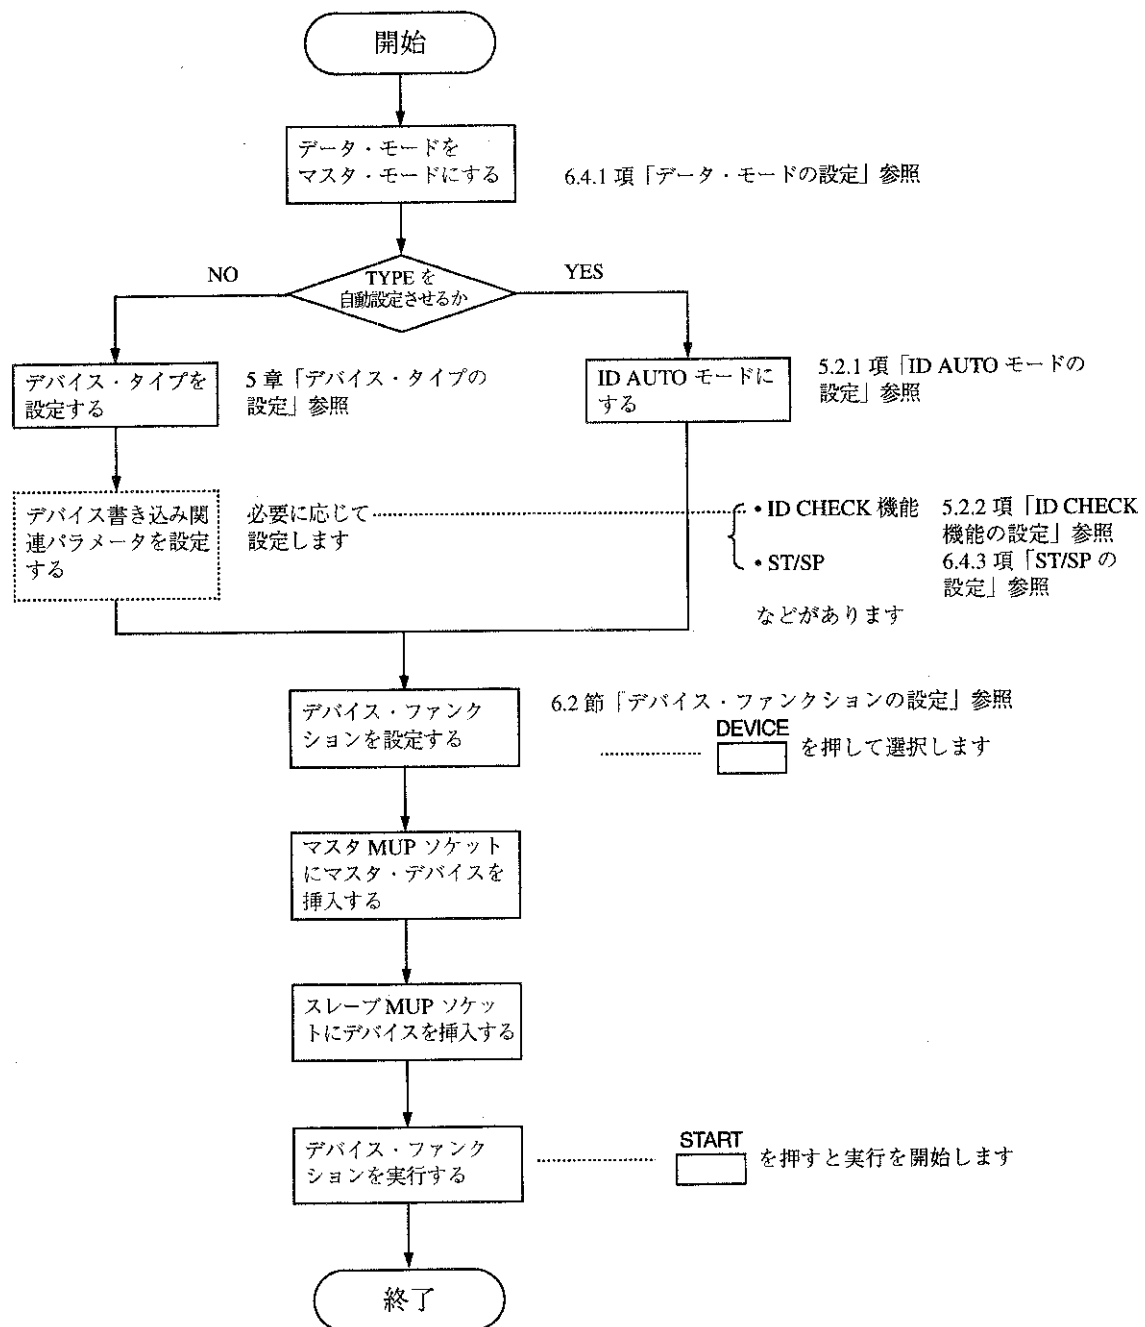 開始
データ・モードを
マスタ・モードにする
6.4.1 項「データ・モードの設定」参照
NO
TYPE を
自動設定させるか
YES
デバイス・タイプを
設定する
5 章「デバイス・タイプの
設定」参照
ID AUTO モードに
する
5.2.1 項「ID AUTO モードの
設定」参照
デバイス書き込み関
連パラメータを設定
する
必要に応じて
設定します
• ID CHECK 機能
5.2.2 項「ID CHECK
機能の設定」参照
• ST/SP
6.4.3 項「ST/SP の
設定」参照
などがあります
デバイス・ファンク
ションを設定する
6.2 節「デバイス・ファンクションの設定」参照
DEVICE
を押して選択します
マスタ MUP ソケット
にマスタ・デバイスを
挿入する
スレーブ MUP ソケッ
トにデバイスを挿入する
デバイス・ファンク
ションを実行する
START
を押すと実行を開始します
終了